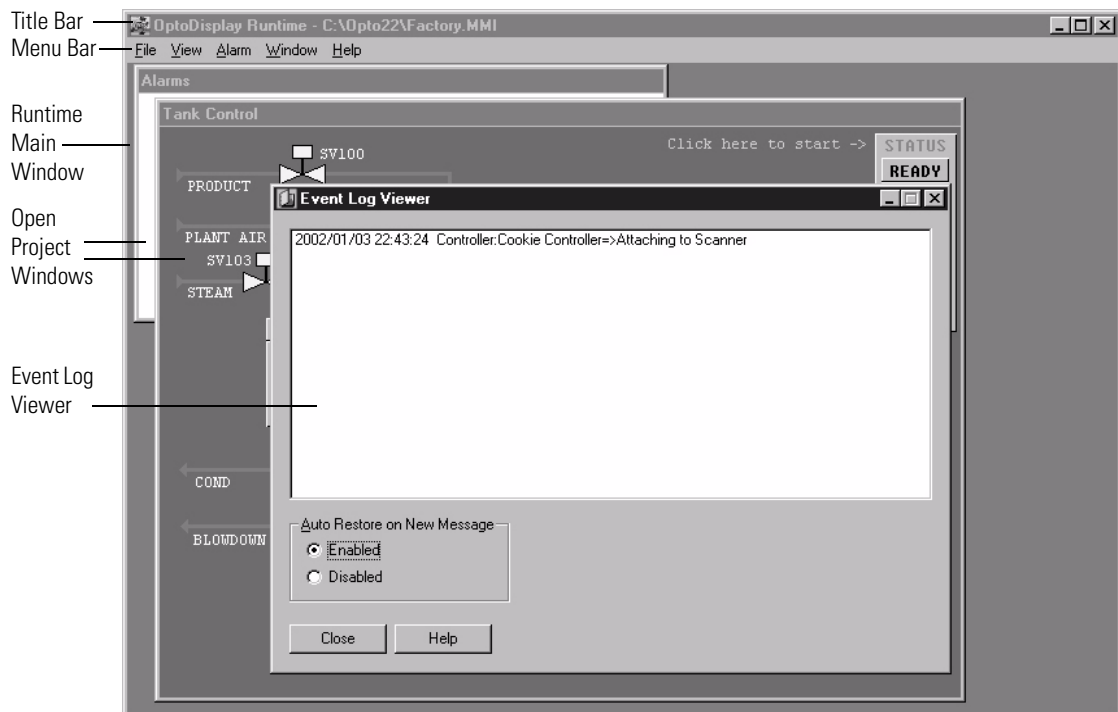 Title Bar
OptoDisplay Runtime - C:\Opto22\Factory.MMI
Menu Bar
File View Alarm Window Help
Alarms
Runtime
Main
Window
Tank Control
Click here to start ->
STATUS
READY
SV100
PRODUCT
Event Log Viewer
Open
Project
Windows
PLANT AIR
SV103
STEAM
2002/01/03 22:43:24 Controller:Cookie Controller=>Attaching to Scanner
Event Log
Viewer
COND
BLOWDOWN
Auto Restore on New Message
Enabled
Disabled
Close Help